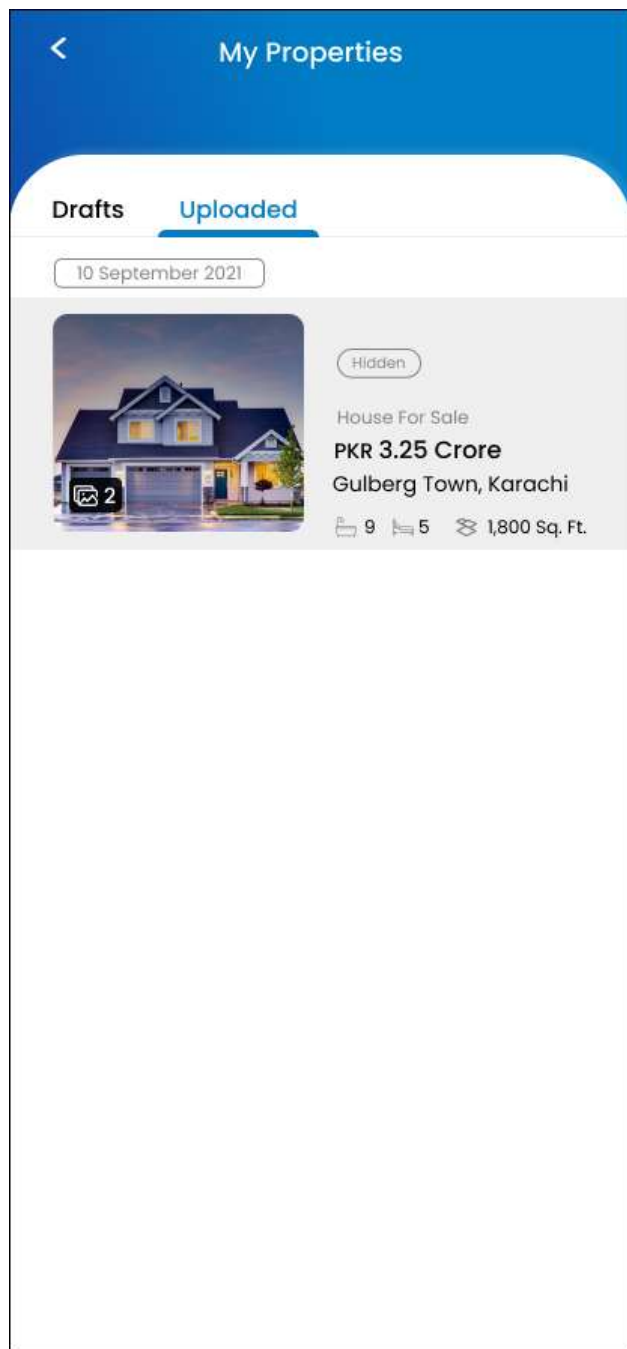 My Properties
Drafts Uploaded
10 September 2021
Hidden
House For Sale
PKR 3.25 Crore
Gulberg Town, Karachi
2
9 5 1,800 Sq. Ft.